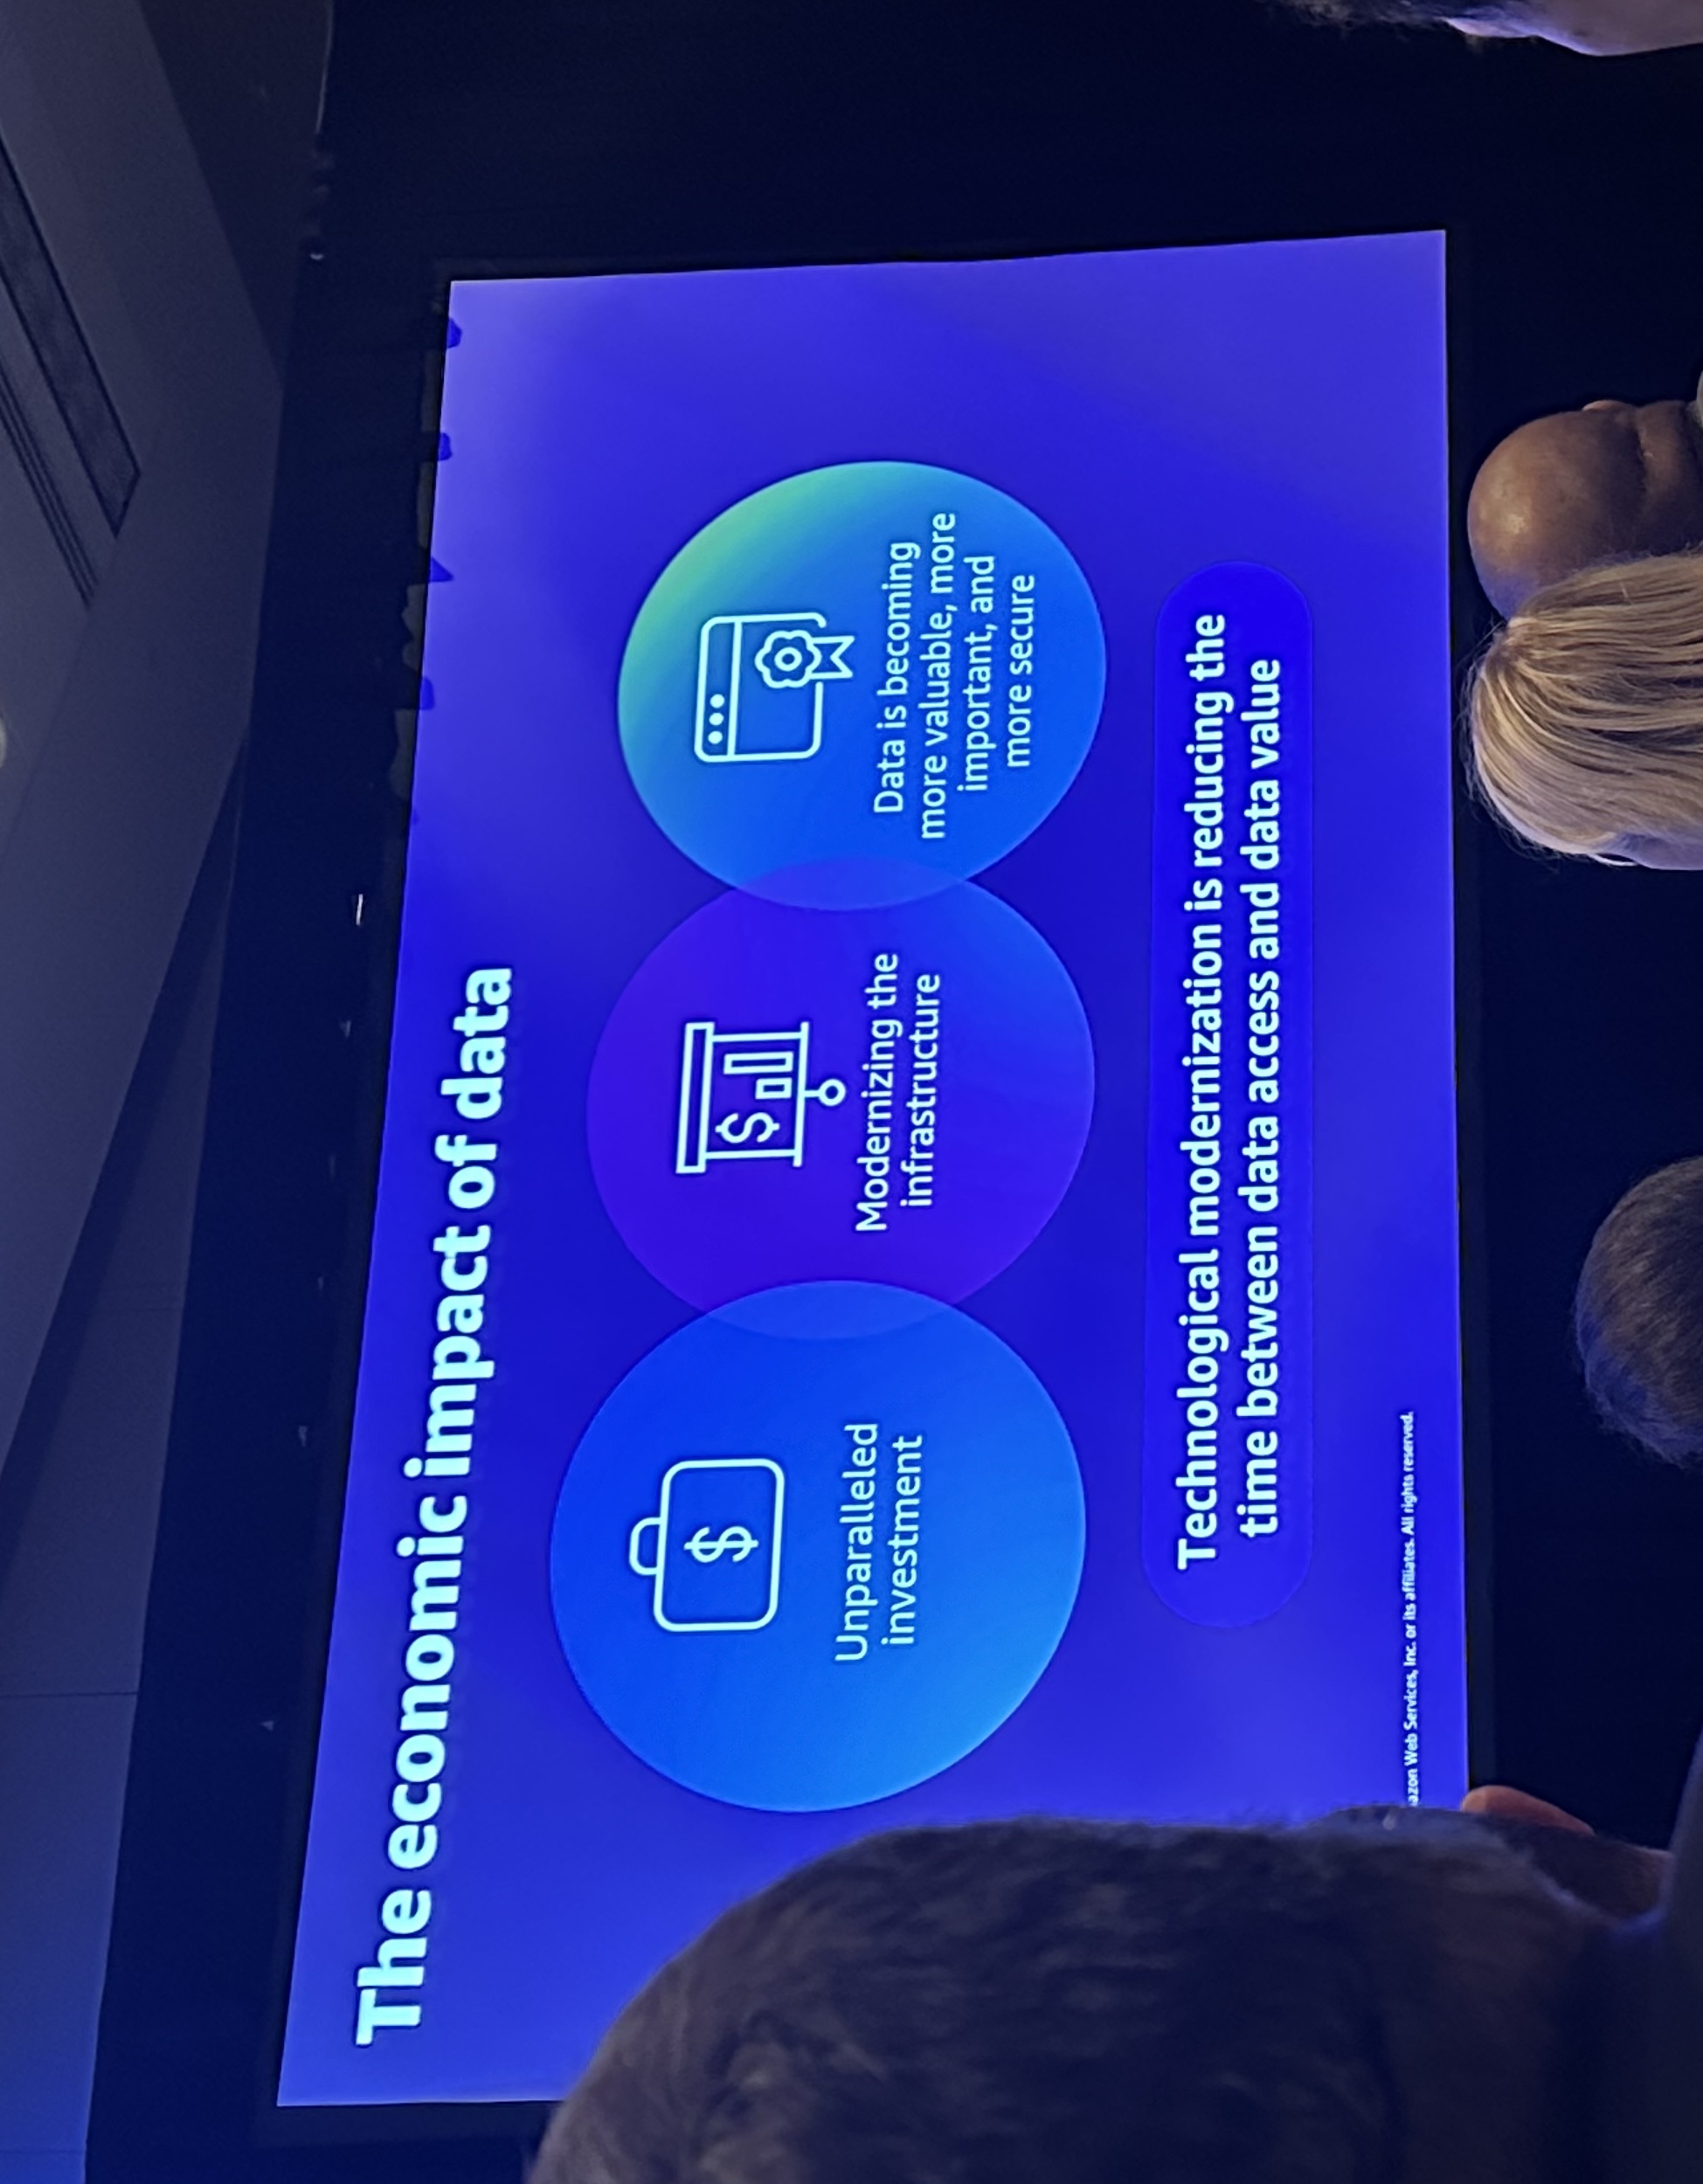 The economic impact of data
$
Unparalleled
investment
$
Modernizing the
infrastructure
Data is becoming
more valuable, more
important, and
more secure
Technological modernization is reducing the
time between data access and data value
azon Web Services, Inc. or its affiliates. All rights reserved.